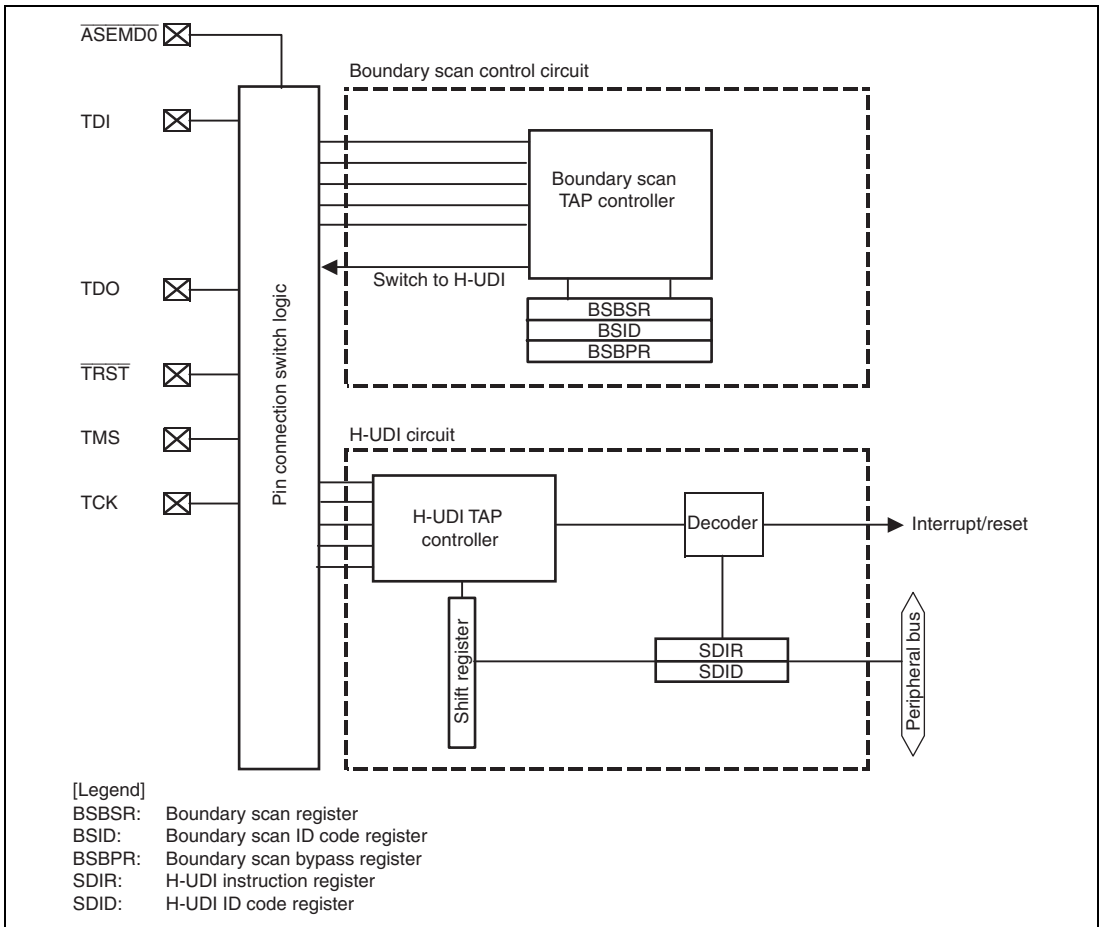 ASEMD0
Boundary scan control circuit
TDI
Boundary scan
TAP controller
Switch to H-UDI
TDO
BSBSR
BSID
BSBPR
Pin connection switch logic
TRST
TMS
H-UDI circuit
TCK
H-UDI TAP
controller
Decoder
Interrupt/reset
Shift register
SDIR
SDID
Peripheral bus
[Legend]
BSBSR: Boundary scan register
BSID: Boundary scan ID code register
BSBPR: Boundary scan bypass register
SDIR: H-UDI instruction register
SDID: H-UDI ID code register